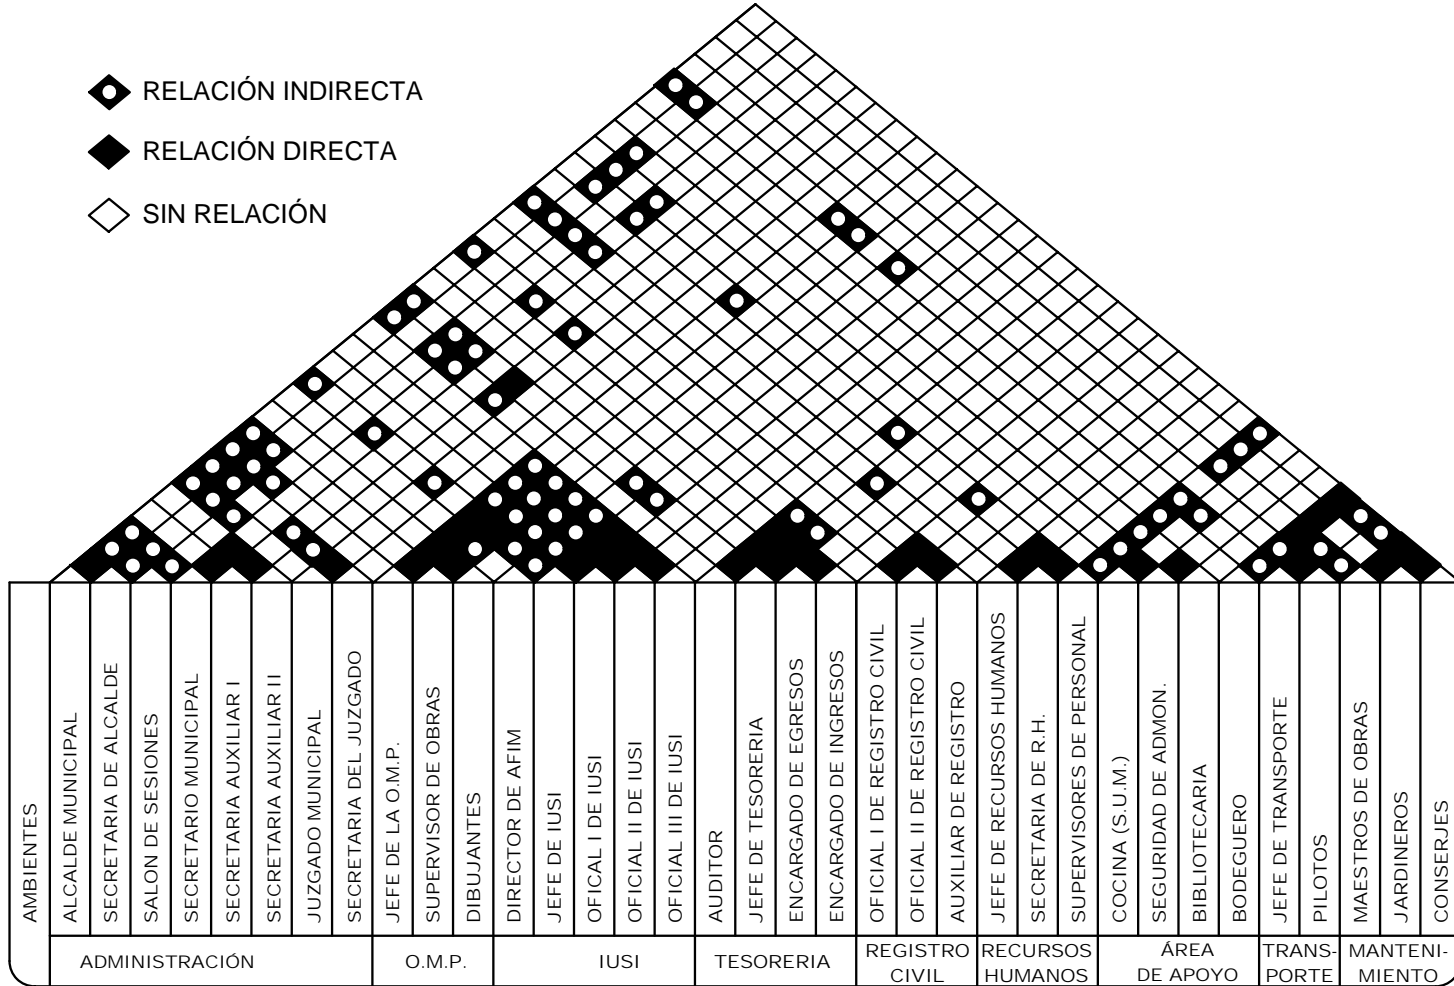 RELACIÓN INDIRECTA
RELACIÓN DIRECTA
SIN RELACIÓN
AMBIENTES
ALCALDE MUNICIPAL
SECRETARIA DE ALCALDE
SALON DE SESIONES
SECRETARIO MUNICIPAL
SECRETARIA AUXILIAR I
SECRETARIA AUXILIAR II
JUZGADO MUNICIPAL
SECRETARIA DEL JUZGADO
JEFE DE LA O.M.P.
SUPERVISOR DE OBRAS
DIBUJANTES
DIRECTOR DE AFIM
JEFE DE IUSI
OFICAL I DE IUSI
OFICIAL II DE IUSI
OFICIAL III DE IUSI
AUDITOR
JEFE DE TESORERIA
ENCARGADO DE EGRESOS
ENCARGADO DE INGRESOS
OFICIAL I DE REGISTRO CIVIL
OFICIAL II DE REGISTRO CIVIL
AUXILIAR DE REGISTRO
JEFE DE RECURSOS HUMANOS
SECRETARIA DE R.H.
SUPERVISORES DE PERSONAL
COCINA (S.U.M.)
SEGURIDAD DE ADMON.
BIBLIOTECARIA
BODEGUERO
JEFE DE TRANSPORTE
PILOTOS
MAESTROS DE OBRAS
JARDINEROS
CONSERJES
ADMINISTRACIÓN
O.M.P.
IUSI
TESORERIA
REGISTRO
CIVIL
RECURSOS
HUMANOS
ÁREA
DE APOYO
TRANS-
PORTE
MANTENI-
MIENTO